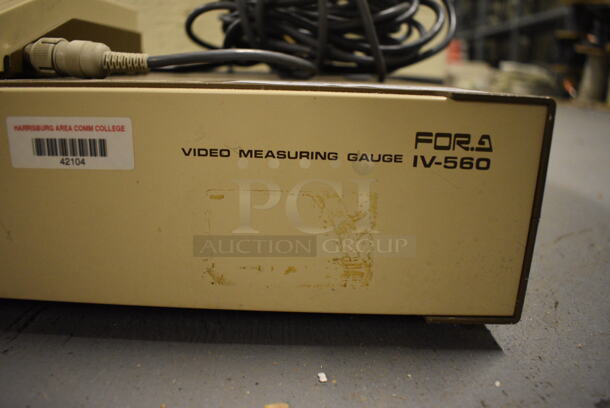 HARRISBURG AREA COMM COLLEGE
42104
VIDEO MEASURING GAUGE
FOR.A
IV-560
PCI
AUCTION GROUP